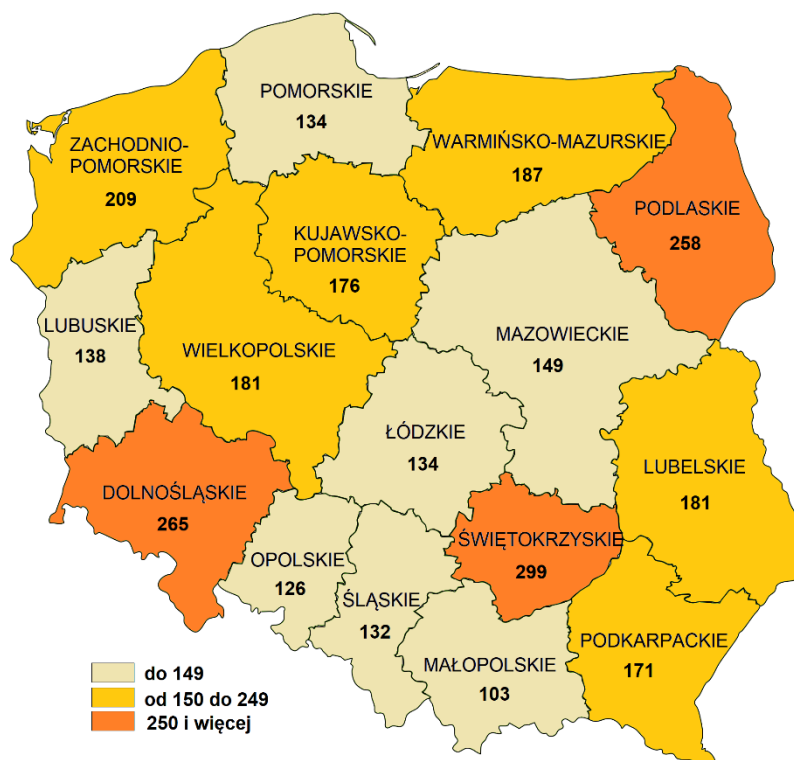 POMORSKIE
134
ZACHODNIO-
POMORSKIE
209
WARMIŃSKO-MAZURSKIE
187
PODLASKIE
258
KUJAWSKO-
POMORSKIE
176
LUBUSKIE
138
WIELKOPOLSKIE
181
MAZOWIECKIE
149
ŁÓDZKIE
134
LUBELSKIE
181
DOLNOŚLĄSKIE
265
ŚWIĘTOKRZYSKIE
299
OPOLSKIE
126
ŚLĄSKIE
132
MAŁOPOLSKIE
103
PODKARPACKIE
171
do 149
od 150 do 249
250 i więcej